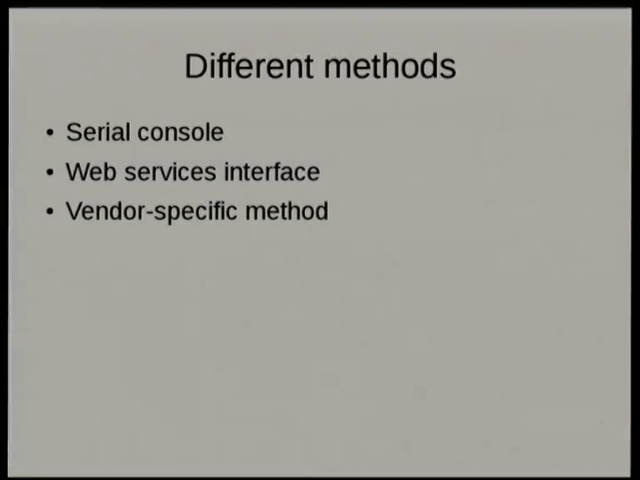 Different methods
• Serial console
• Web services interface
• Vendor-specific method